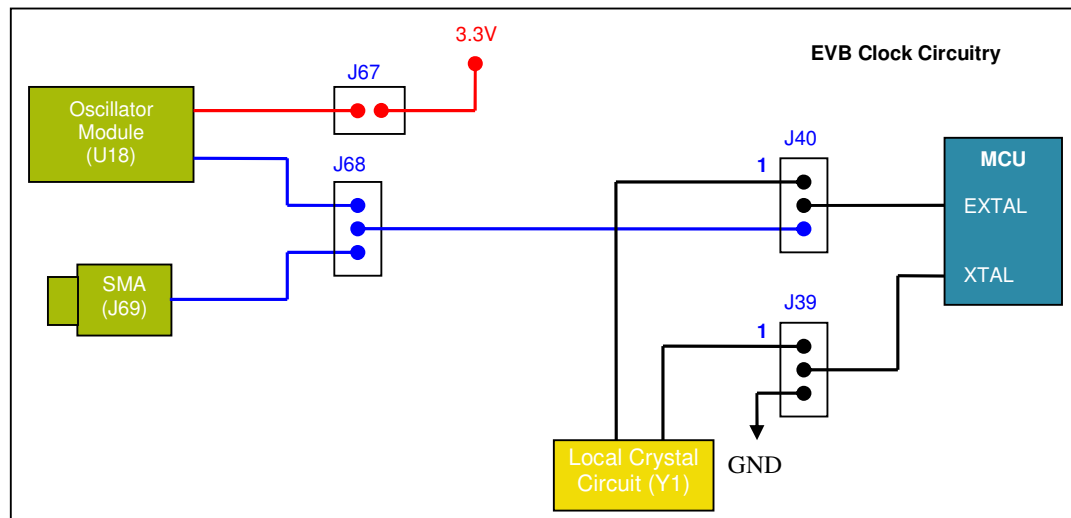 EVB Clock Circuitry
3.3V
J67
Oscillator
Module
(U18)
J68
J40
1
MCU
EXTAL
XTAL
SMA
(J69)
J39
1
GND
Local Crystal
Circuit (Y1)